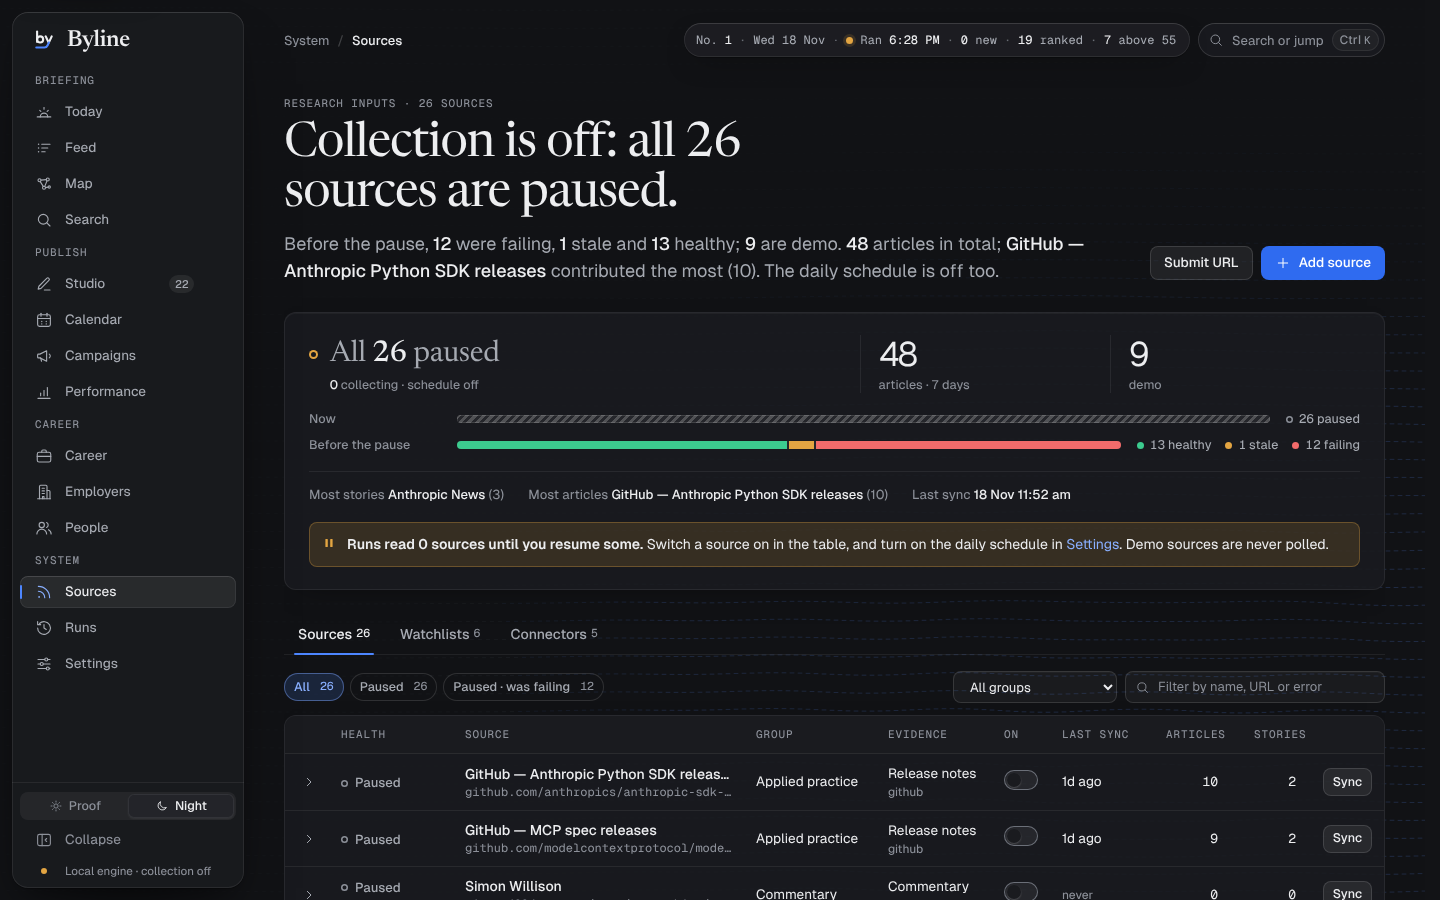 by Byline
System / Sources
No. 1 · Wed 18 Nov · Ran 6:28 PM · 0 new · 19 ranked · 7 above 55
Search or jump Ctrl K
BRIEFING
Today
Feed
Map
Search
PUBLISH
Studio 22
Calendar
Campaigns
Performance
CAREER
Career
Employers
People
SYSTEM
Sources
Runs
Settings
Proof Night
Collapse
Local engine · collection off
RESEARCH INPUTS · 26 SOURCES
Collection is off: all 26
sources are paused.
Before the pause, 12 were failing, 1 stale and 13 healthy; 9 are demo. 48 articles in total; GitHub —
Anthropic Python SDK releases contributed the most (10). The daily schedule is off too.
Submit URL
+ Add source
All 26 paused
0 collecting · schedule off
48
articles · 7 days
9
demo
Now 26 paused
Before the pause 13 healthy 1 stale 12 failing
Most stories Anthropic News (3) Most articles GitHub — Anthropic Python SDK releases (10) Last sync 18 Nov 11:52 am
Runs read 0 sources until you resume some. Switch a source on in the table, and turn on the daily schedule in Settings. Demo sources are never polled.
Sources 26 Watchlists 6 Connectors 5
All 26 Paused 26 Paused · was failing 12
All groups
Filter by name, URL or error
HEALTH SOURCE GROUP EVIDENCE ON LAST SYNC ARTICLES STORIES
Paused GitHub — Anthropic Python SDK releas… Applied practice Release notes 1d ago 10 2 Sync
github.com/anthropics/anthropic-sdk-… github
Paused GitHub — MCP spec releases Applied practice Release notes 1d ago 9 2 Sync
github.com/modelcontextprotocol/mode… github
Paused Simon Willison Commentary Commentary never 0 0 Sync